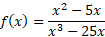 f(x) = (x² − 5x)/(x³ − 25x)